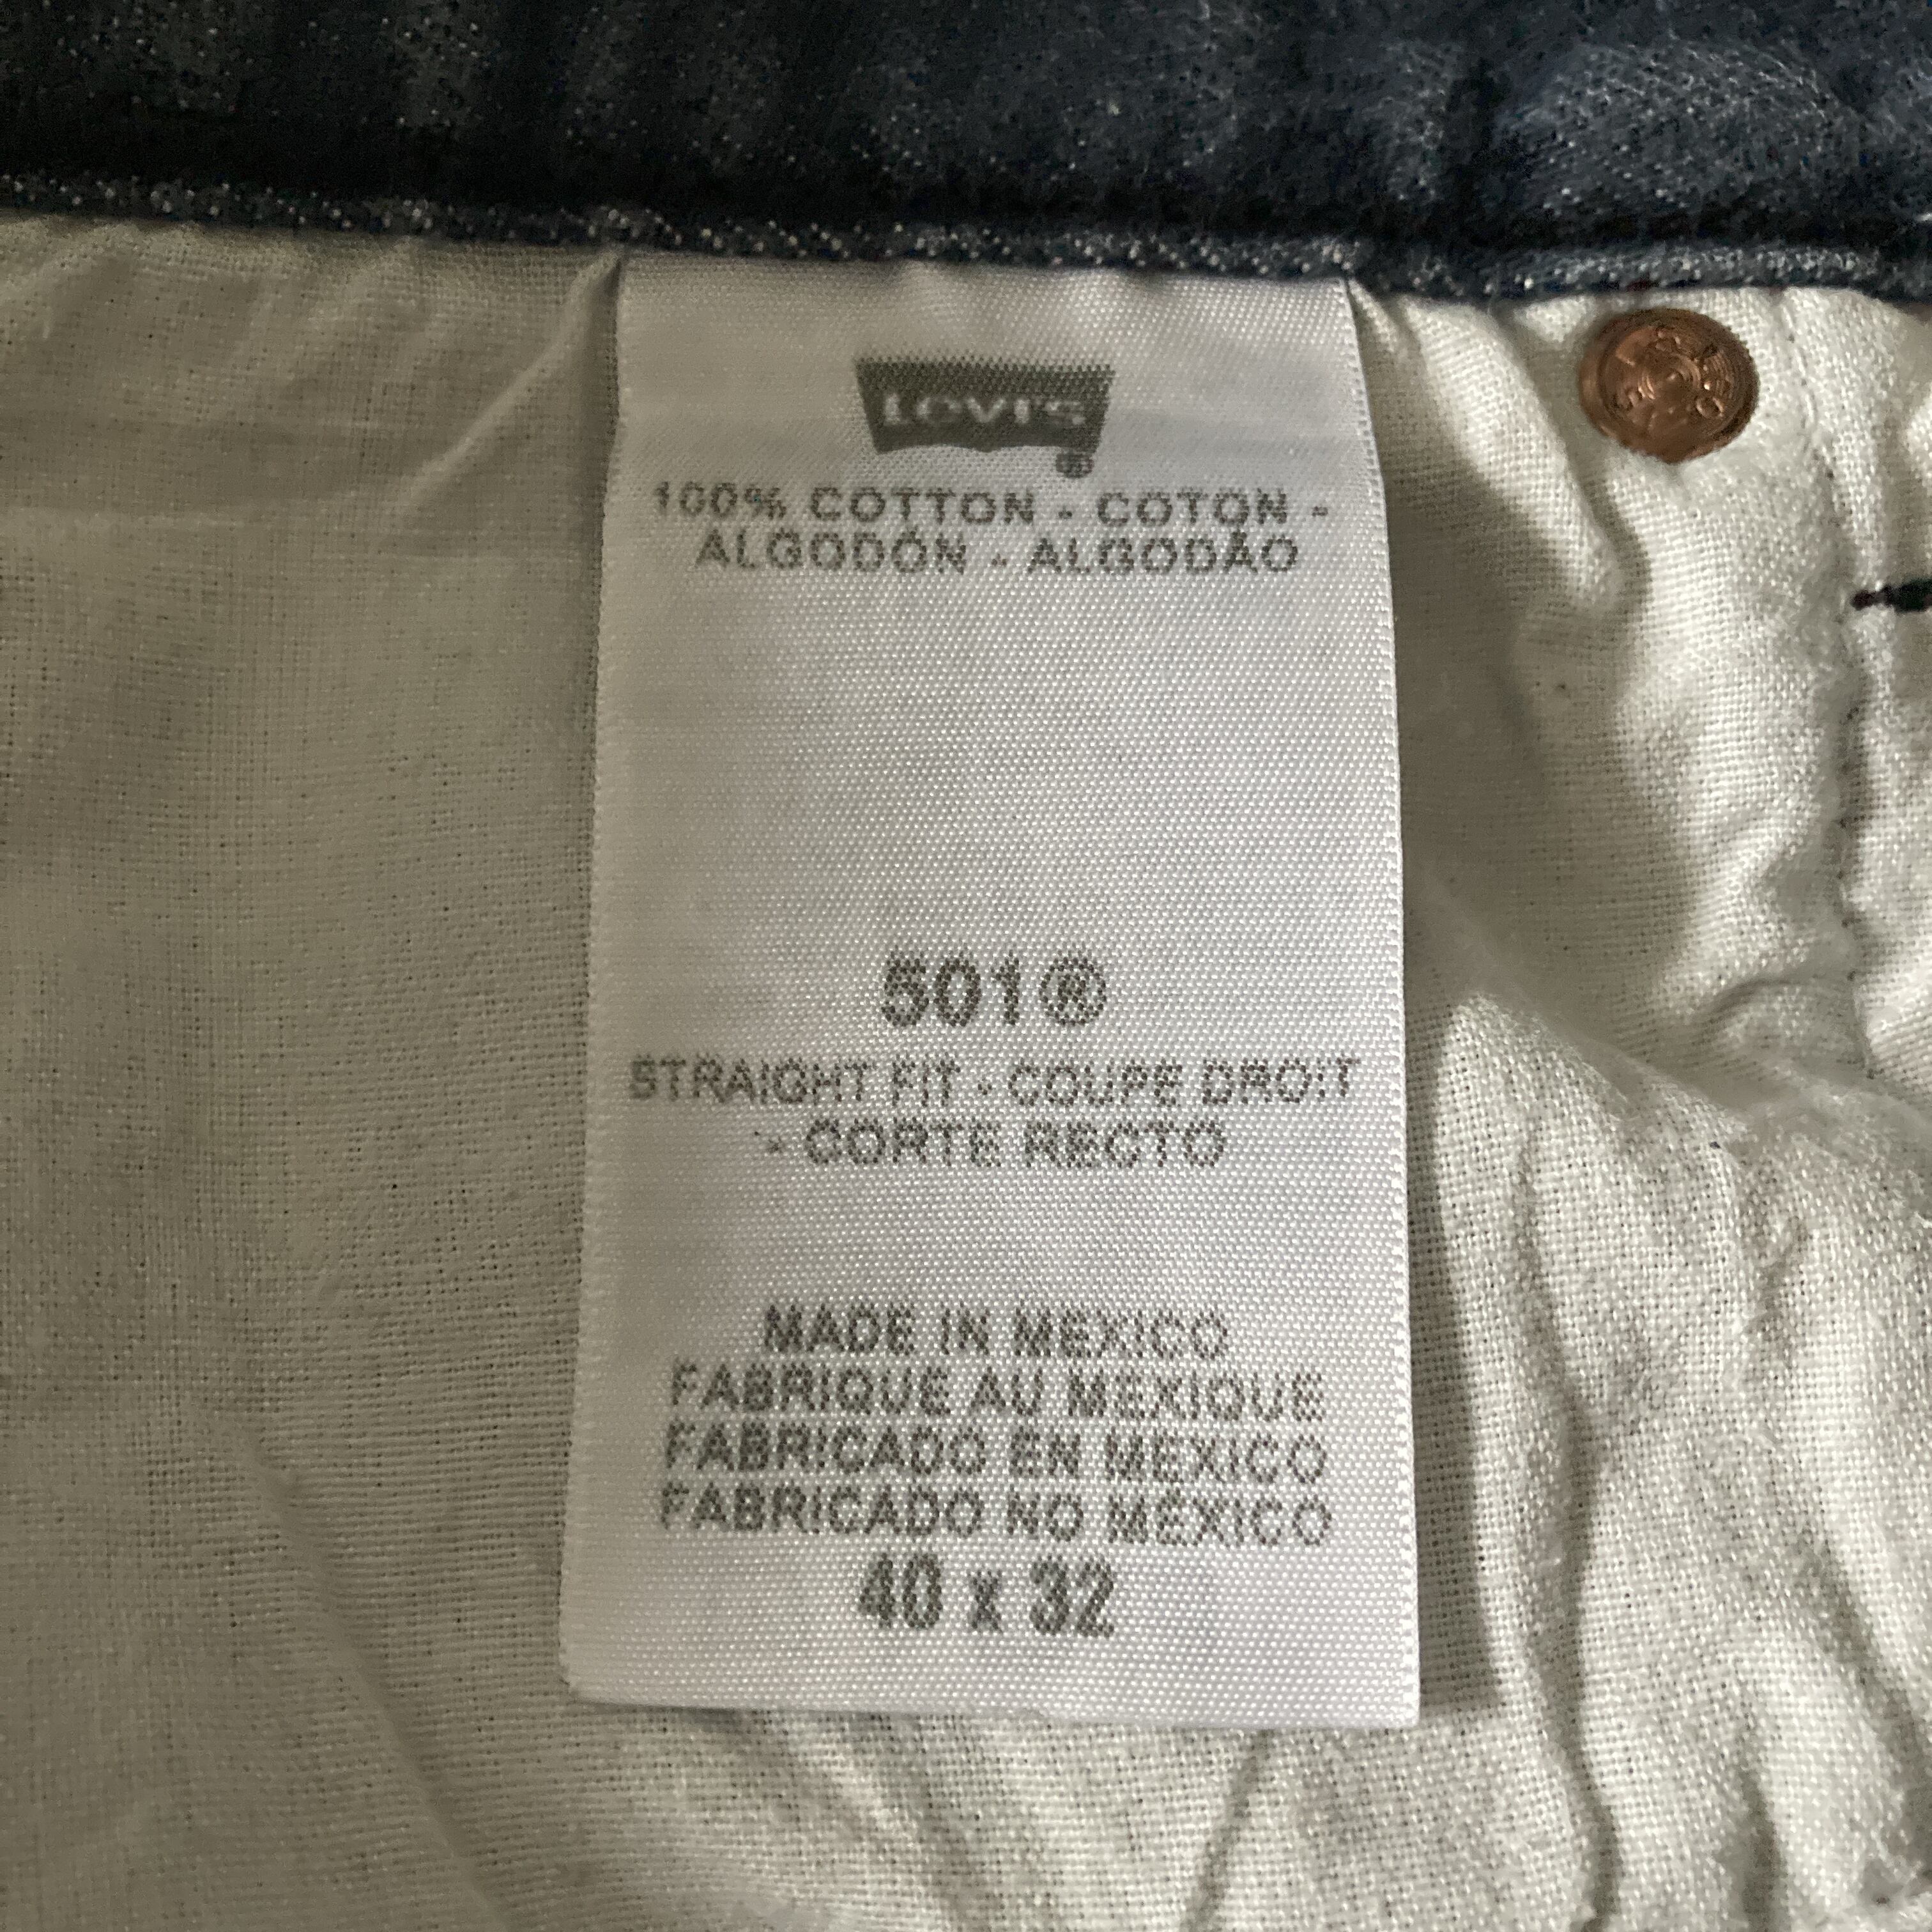 Levi's
®
100% COTTON - COTON -
ALGODÓN - ALGODÃO
501®
STRAIGHT FIT - COUPE DROIT
- CORTE RECTO
MADE IN MEXICO
FABRIQUE AU MEXIQUE
FABRICADO EN MEXICO
FABRICADO NO MÉXICO
40 x 32